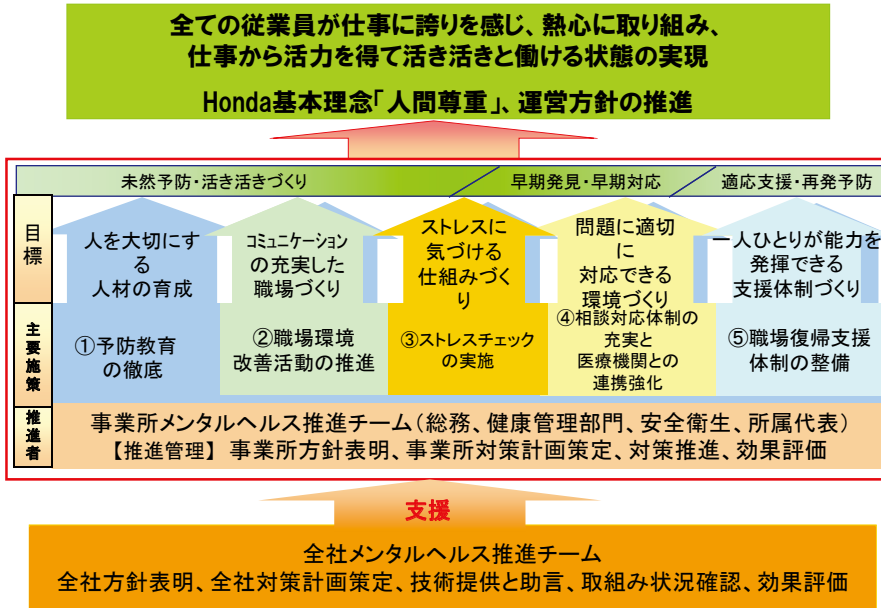 全ての従業員が仕事に誇りを感じ、熱心に取り組み、
仕事から活力を得て活き活きと働ける状態の実現
Honda基本理念「人間尊重」、運営方針の推進
未然予防・活き活きづくり
早期発見・早期対応
適応支援・再発予防
目標
人を大切にす
る
人材の育成
コミュニケーション
の充実した
職場づくり
ストレスに
気づける
仕組みづく
り
問題に適切
に
対応できる
環境づくり
一人ひとりが能力を
発揮できる
支援体制づくり
主要施策
①予防教育
の徹底
②職場環境
改善活動の推進
③ストレスチェック
の実施
④相談対応体制の
充実と
医療機関との
連携強化
⑤職場復帰支援
体制の整備
推進者
事業所メンタルヘルス推進チーム(総務、健康管理部門、安全衛生、所属代表)
【推進管理】 事業所方針表明、事業所対策計画策定、対策推進、効果評価
支援
全社メンタルヘルス推進チーム
全社方針表明、全社対策計画策定、技術提供と助言、取組み状況確認、効果評価